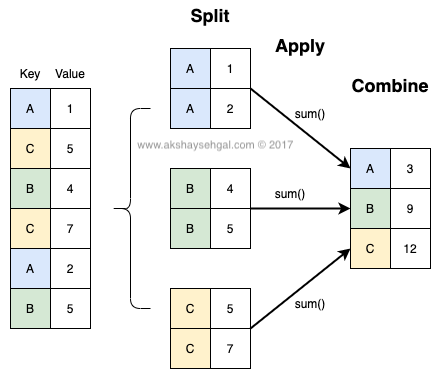 Split
Apply
Combine
Key Value
A 1
C 5
B 4
C 7
A 2
B 5
A 1
A 2
www.akshaysehgal.com © 2017
B 4
B 5
C 5
C 7
sum()
sum()
sum()
A 3
B 9
C 12